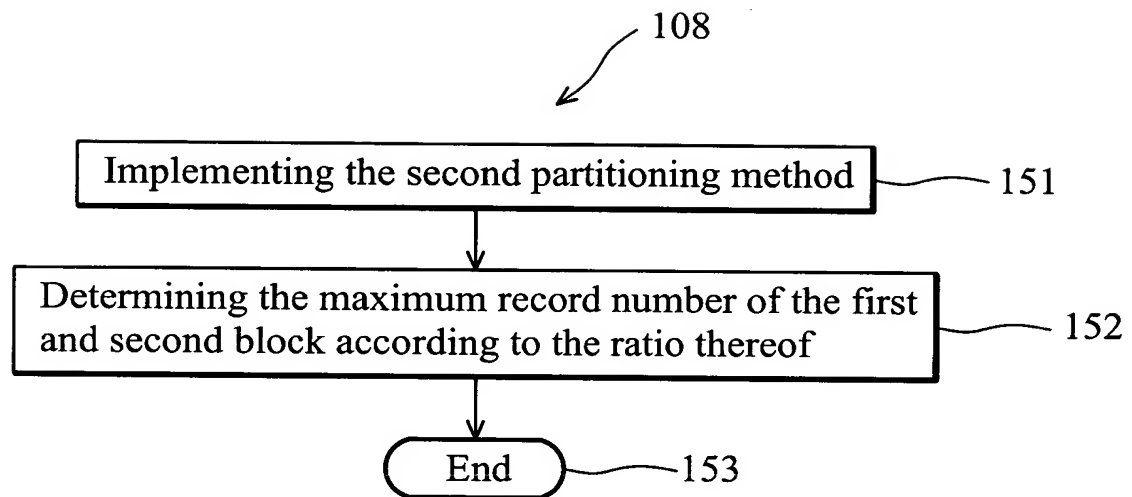 108
Implementing the second partitioning method
151
Determining the maximum record number of the first
and second block according to the ratio thereof
152
End
153